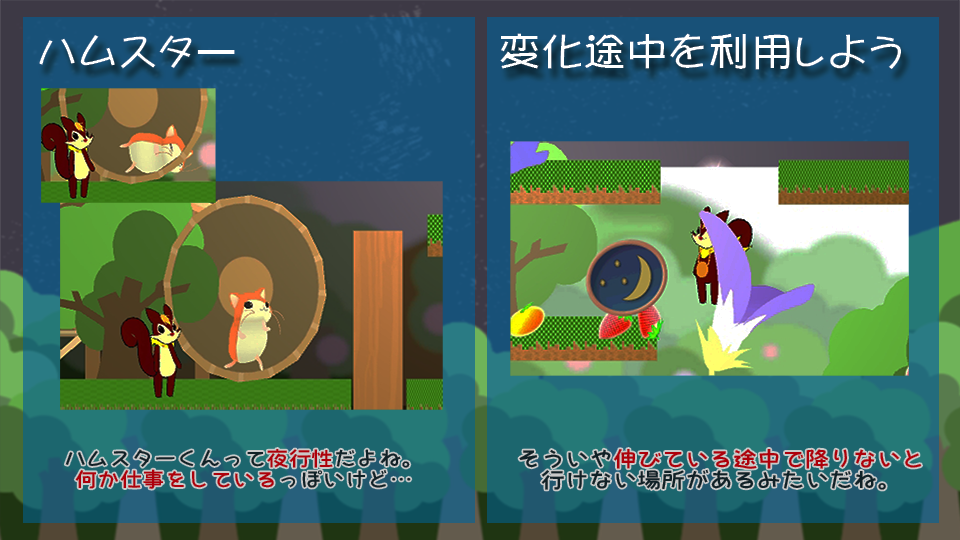 ハムスター
ハムスターくんって夜行性だよね。
何か仕事をしているっぽいけど…
変化途中を利用しよう
そういや伸びている途中で降りないと
行けない場所があるみたいだね。